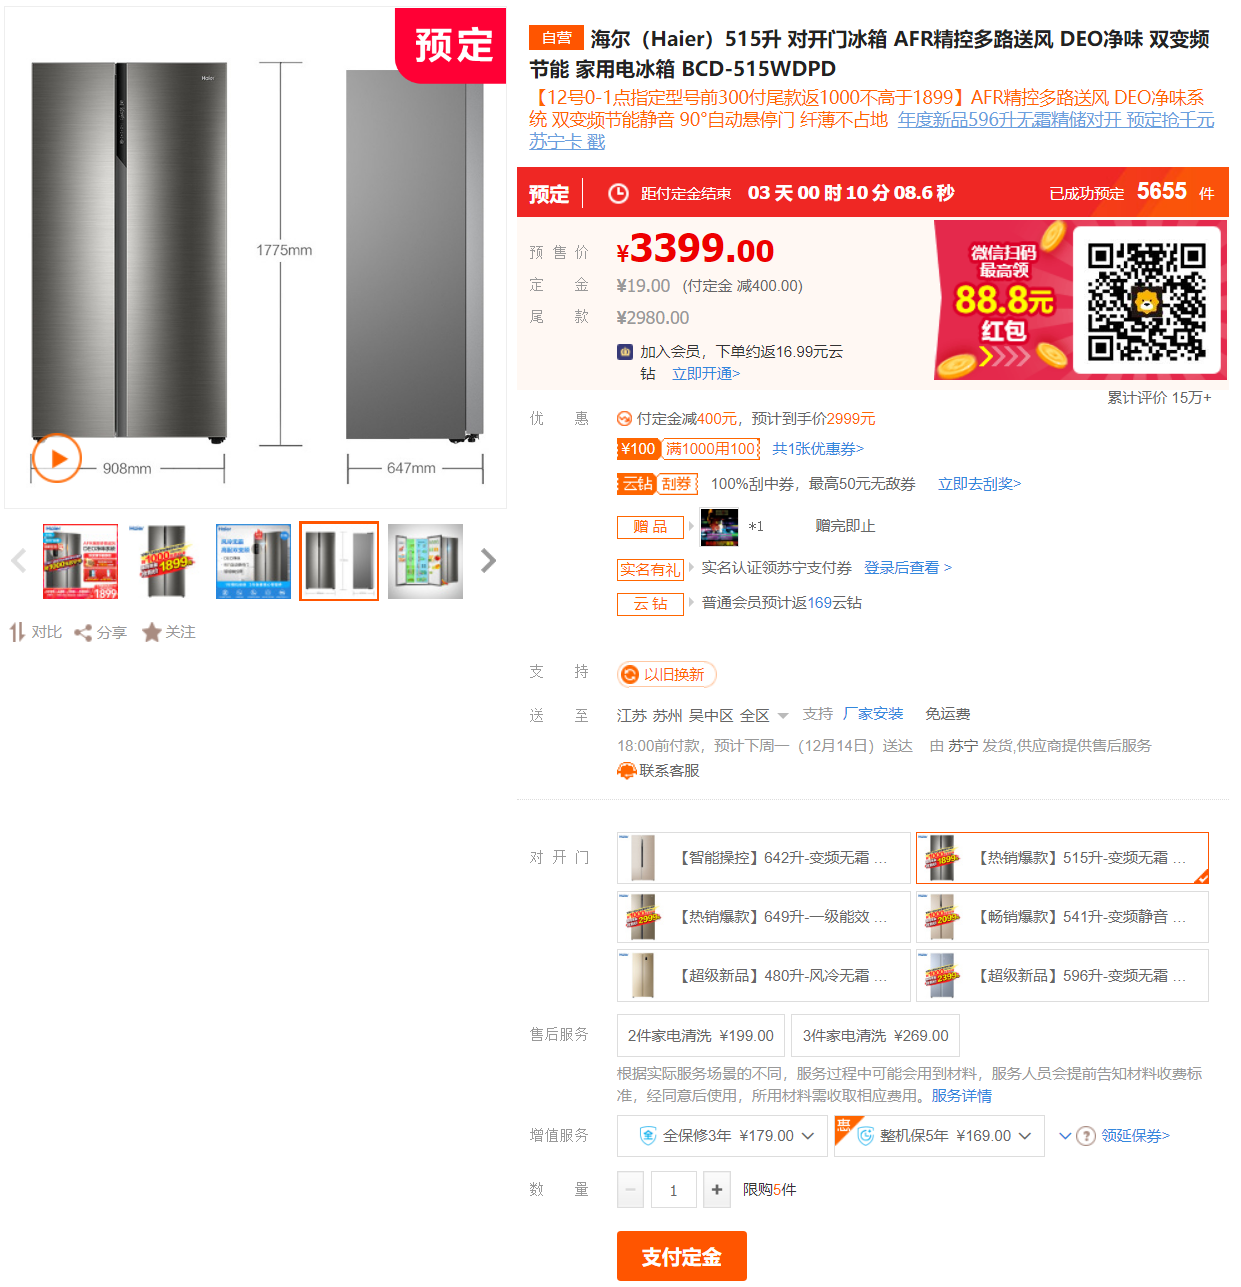 预定
Haier
1775mm
908mm
647mm
1899
对比 分享 关注
自营 海尔（Haier）515升 对开门冰箱 AFR精控多路送风 DEO净味 双变频
节能 家用电冰箱 BCD-515WDPD
【12号0-1点指定型号前300付尾款返1000不高于1899】AFR精控多路送风 DEO净味系
统 双变频节能静音 90°自动悬停门 纤薄不占地 年度新品596升无霜精储对开 预定抢千元
苏宁卡 戳
预定 距付定金结束 03 天 00 时 10 分 08.6 秒 已成功预定 5655 件
预售价 ¥3399.00
定金 ¥19.00 (付定金 减400.00)
尾款 ¥2980.00
加入会员，下单约返16.99元云
钻 立即开通>
微信扫码
最高领
88.8元
红包
累计评价 15万+
优惠 付定金减400元，预计到手价2999元
¥100 满1000用100 共1张优惠券>
云钻 刮券 100%刮中券，最高50元无敌券 立即去刮奖>
赠品 *1 赠完即止
实名有礼 实名认证领苏宁支付券 登录后查看 >
云钻 普通会员预计返169云钻
支持 以旧换新
送至 江苏 苏州 吴中区 全区 支持 厂家安装 免运费
18:00前付款，预计下周一（12月14日）送达 由 苏宁 发货,供应商提供售后服务
联系客服
对开门 【智能操控】642升-变频无霜 ... 【热销爆款】515升-变频无霜 ...
【热销爆款】649升-一级能效 ... 【畅销爆款】541升-变频静音 ...
【超级新品】480升-风冷无霜 ... 【超级新品】596升-变频无霜 ...
售后服务 2件家电清洗 ¥199.00 3件家电清洗 ¥269.00
根据实际服务场景的不同，服务过程中可能会用到材料，服务人员会提前告知材料收费标
准，经同意后使用，所用材料需收取相应费用。服务详情
增值服务 全保修3年 ¥179.00 惠 整机保5年 ¥169.00 ? 领延保券>
数量 − 1 + 限购5件
支付定金